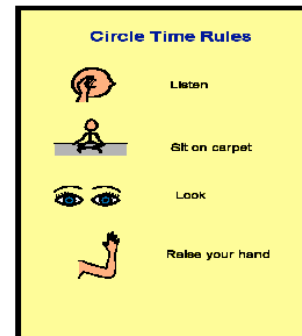 Circle Time Rules
Listen
Sit on carpet
Look
Raise your hand